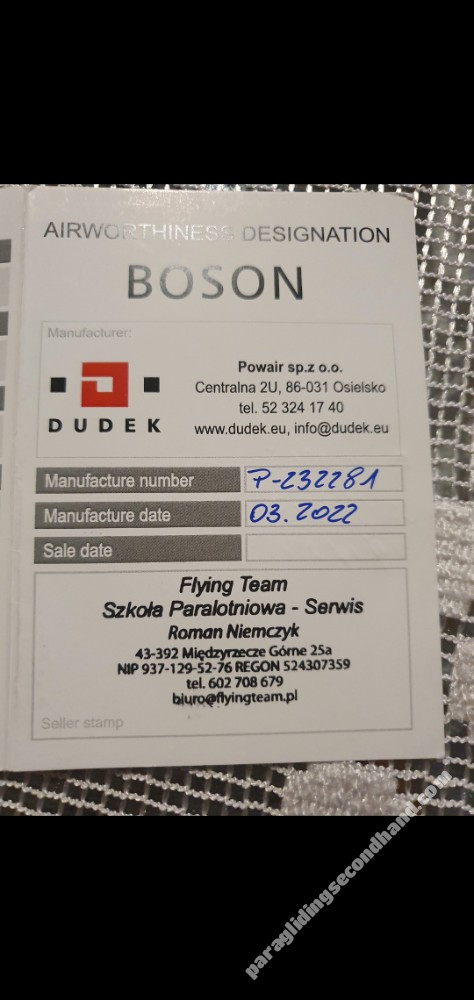 AIRWORTHINESS DESIGNATION
BOSON
Manufacturer:
DUDEK
Powair sp.z o.o.
Centralna 2U, 86-031 Osielsko
tel. 52 324 17 40
www.dudek.eu, info@dudek.eu
Manufacture number P-232281
Manufacture date 03.2022
Sale date
Flying Team
Szkoła Paralotniowa - Serwis
Roman Niemczyk
43-392 Międzyrzecze Górne 25a
NIP 937-129-52-76 REGON 524307359
tel. 602 708 679
biuro@flyingteam.pl
Seller stamp
paraglidingsecondhand.com